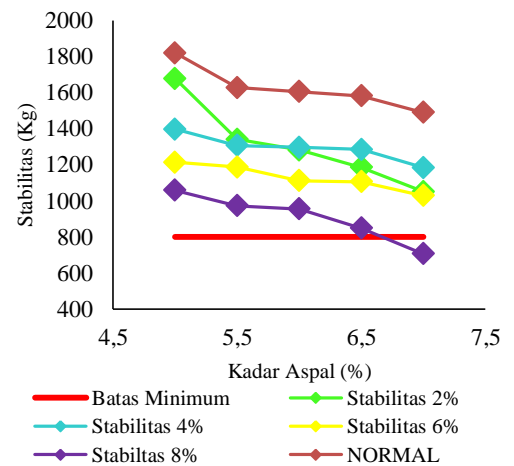 2000
1800
1600
1400
1200
1000
800
600
400
Stabilitas (Kg)
4,5 5,5 6,5 7,5
Kadar Aspal (%)
Batas Minimum Stabilitas 2%
Stabilitas 4% Stabilitas 6%
Stabiltas 8% NORMAL